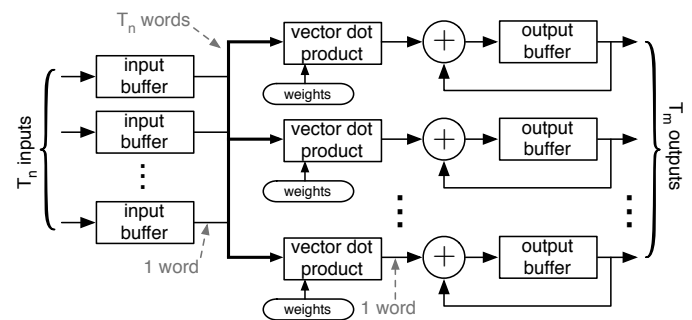 Tn words
vector dot
product
output
buffer
input
buffer
weights
input
buffer
vector dot
product
output
buffer
Tn inputs
Tm outputs
weights
input
buffer
vector dot
product
output
buffer
1 word
1 word
weights